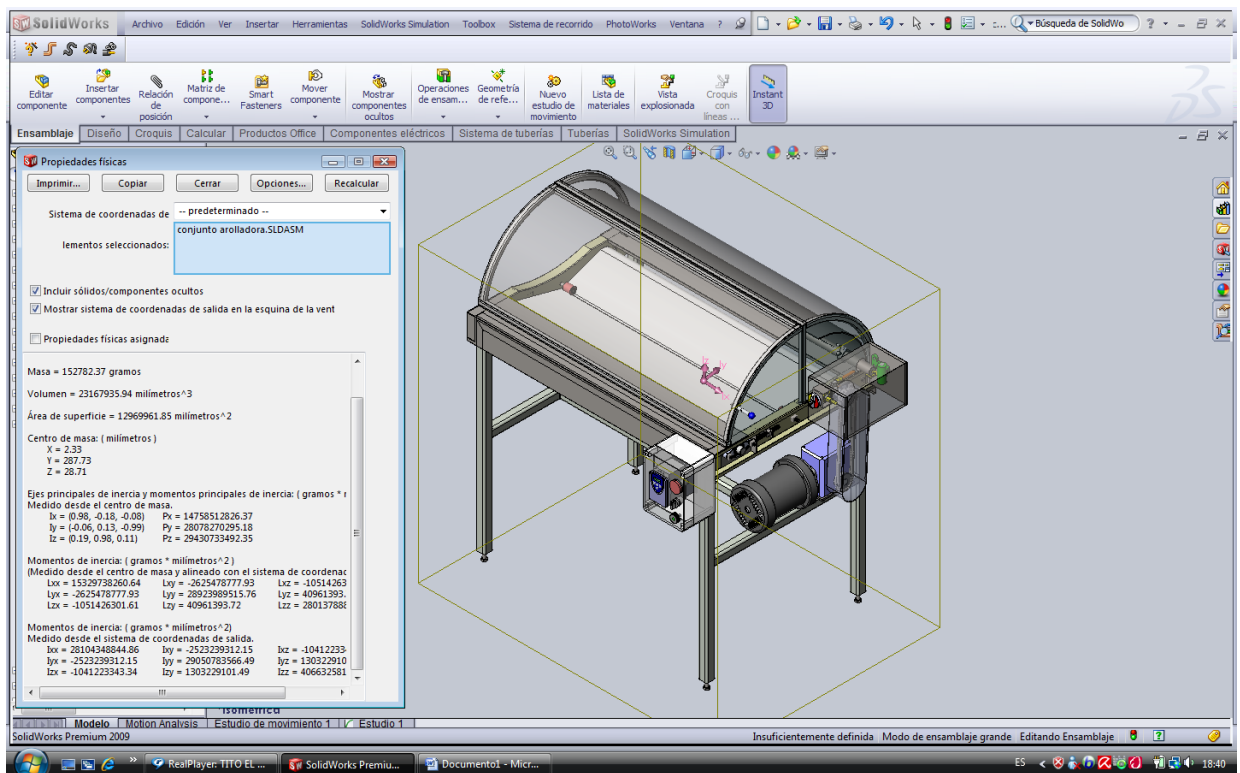 SolidWorks Archivo Edición Ver Insertar Herramientas SolidWorks Simulation Toolbox Sistema de recorrido PhotoWorks Ventana ? Búsqueda de SolidWo ?
Editar componente
Insertar componentes
Relación de posición
Matriz de compone...
Smart Fasteners
Mover componente
Mostrar componentes ocultos
Operaciones de ensam...
Geometría de refe...
Nuevo estudio de movimiento
Lista de materiales
Vista explosionada
Croquis con líneas ...
Instant 3D
Ensamblaje Diseño Croquis Calcular Productos Office Componentes eléctricos Sistema de tuberías Tuberías SolidWorks Simulation
Propiedades físicas
Imprimir... Copiar Cerrar Opciones... Recalcular
Sistema de coordenadas de -- predeterminado --
conjunto arolladora.SLDASM
lementos seleccionados:
Incluir sólidos/componentes ocultos
Mostrar sistema de coordenadas de salida en la esquina de la vent
Propiedades físicas asignada
Masa = 152782.37 gramos
Volumen = 23167935.94 milímetros^3
Área de superficie = 12969961.85 milímetros^2
Centro de masa: ( milímetros )
X = 2.33
Y = 287.73
Z = 28.71
Ejes principales de inercia y momentos principales de inercia: ( gramos *
Medido desde el centro de masa.
Ix = (0.98, -0.18, -0.08) Px = 14758512826.37
Iy = (-0.06, 0.13, -0.99) Py = 28078270295.18
Iz = (0.19, 0.98, 0.11) Pz = 29430733492.35
Momentos de inercia: ( gramos * milímetros^2 )
(Medido desde el centro de masa y alineado con el sistema de coordenac
Lxx = 15329738260.64 Lxy = -2625478777.93 Lxz = -10514263
Lyx = -2625478777.93 Lyy = 28923989515.76 Lyz = 40961393.
Lzx = -1051426301.61 Lzy = 40961393.72 Lzz = 280137888
Momentos de inercia: ( gramos * milímetros^2)
Medido desde el sistema de coordenadas de salida.
Ixx = 28104348844.86 Ixy = -2523239312.15 Ixz = -10412233
Iyx = -2523239312.15 Iyy = 29050783566.49 Iyz = 130322910
Izx = -1041223343.34 Izy = 1303229101.49 Izz = 406632581
*Isométrica
Modelo Motion Analysis Estudio de movimiento 1 Estudio 1
SolidWorks Premium 2009 Insuficientemente definida Modo de ensamblaje grande Editando Ensamblaje
RealPlayer: TITO EL ... SolidWorks Premiu... Documento1 - Micr... ES 18:40